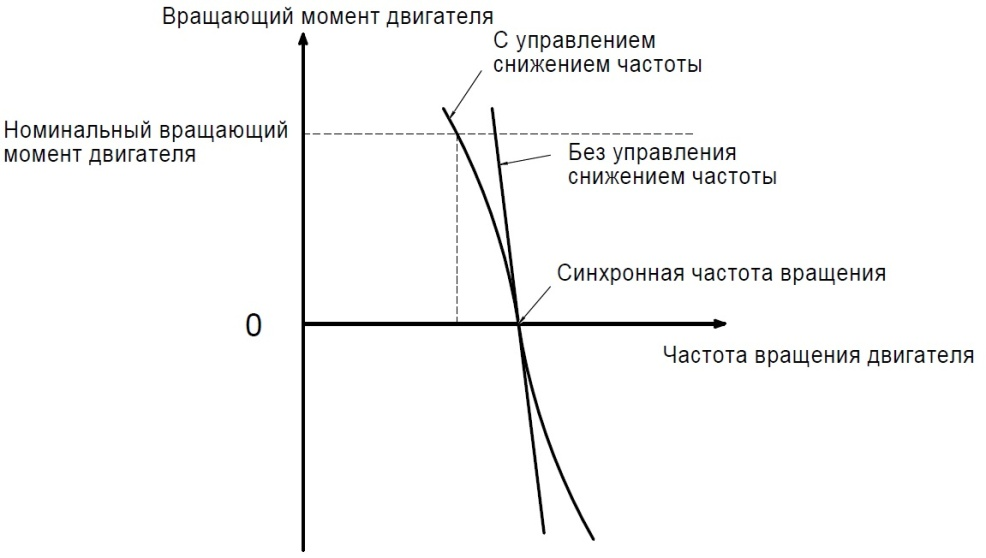 Вращающий момент двигателя
С управлением
снижением частоты
Номинальный вращающий
момент двигателя
Без управления
снижением частоты
Синхронная частота вращения
0
Частота вращения двигателя